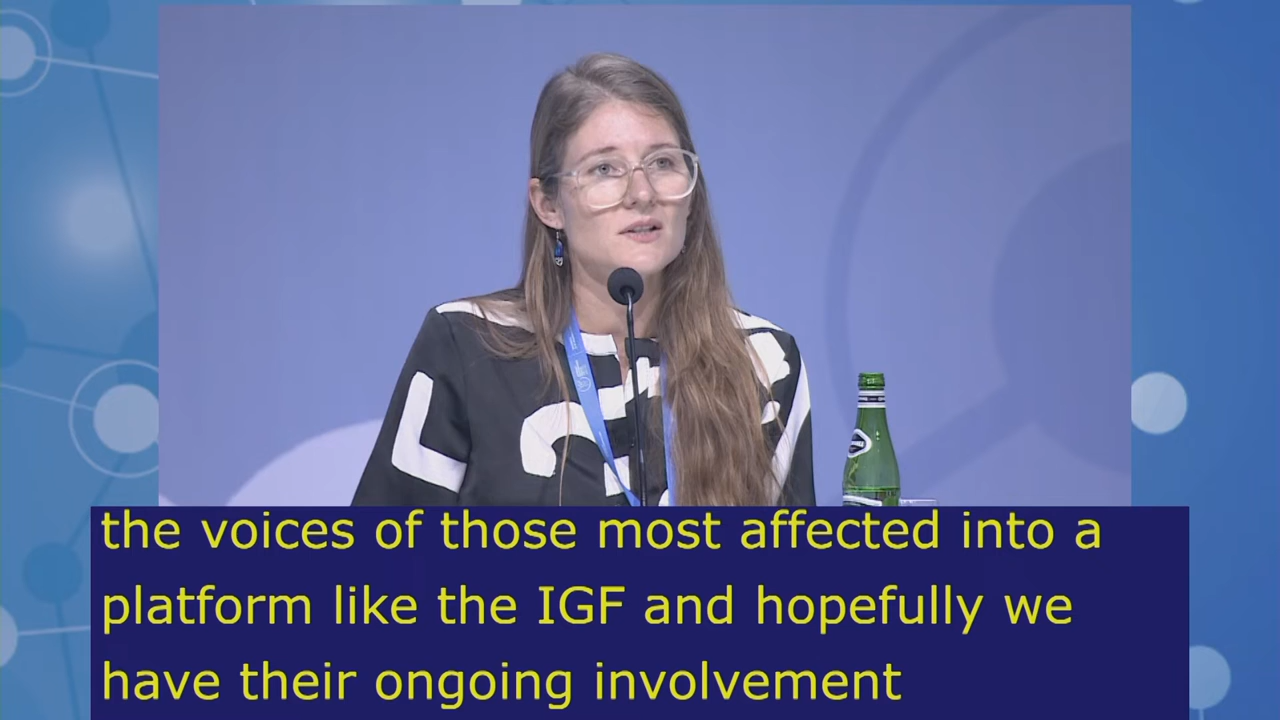 the voices of those most affected into a
platform like the IGF and hopefully we
have their ongoing involvement